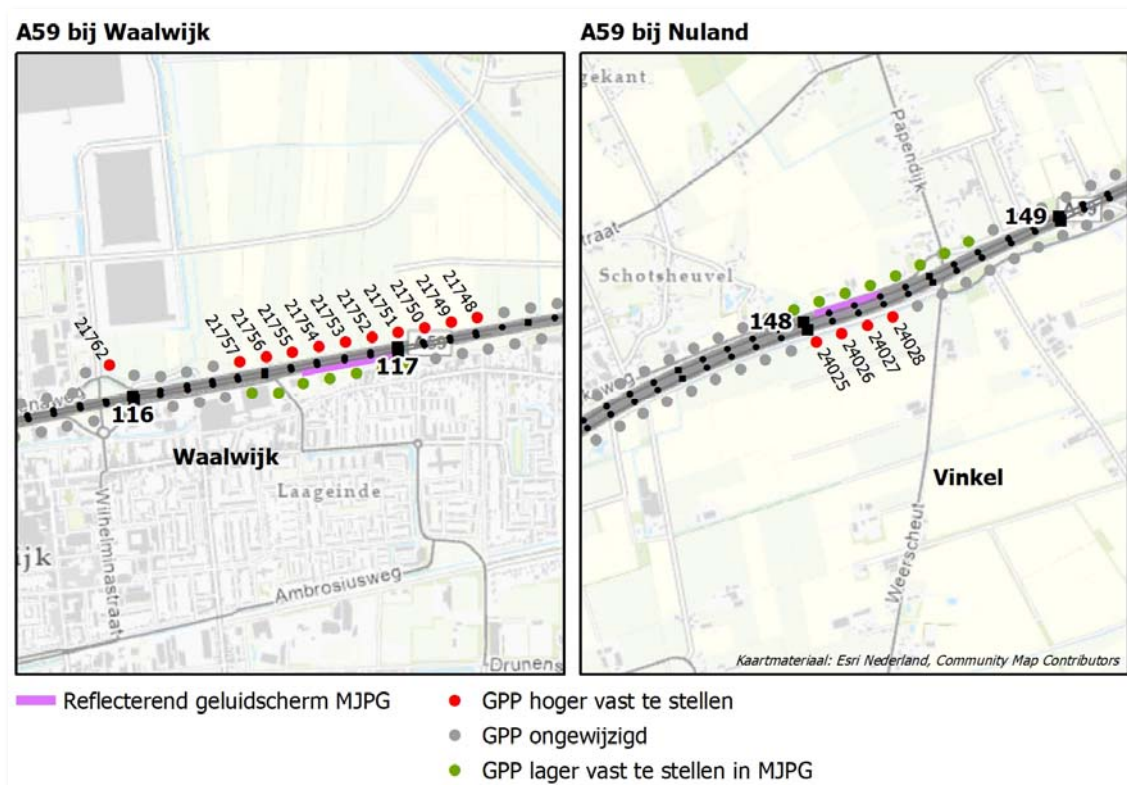 A59 bij Waalwijk
21762
21757
21756
21755
21754
21753
21752
21751
21750
21749
21748
A59
117
116
enaweg
Waalwijk
Laageinde
Wilhelminastraat
ijk
Ambrosiusweg
Drunens
A59 bij Nuland
gekant
Papendijk
149
straat
Schotsheuvel
148
24025
24026
24027
24028
Vinkel
Weerscheut
Kaartmateriaal: Esri Nederland, Community Map Contributors
Reflecterend geluidscherm MJPG
GPP hoger vast te stellen
GPP ongewijzigd
GPP lager vast te stellen in MJPG